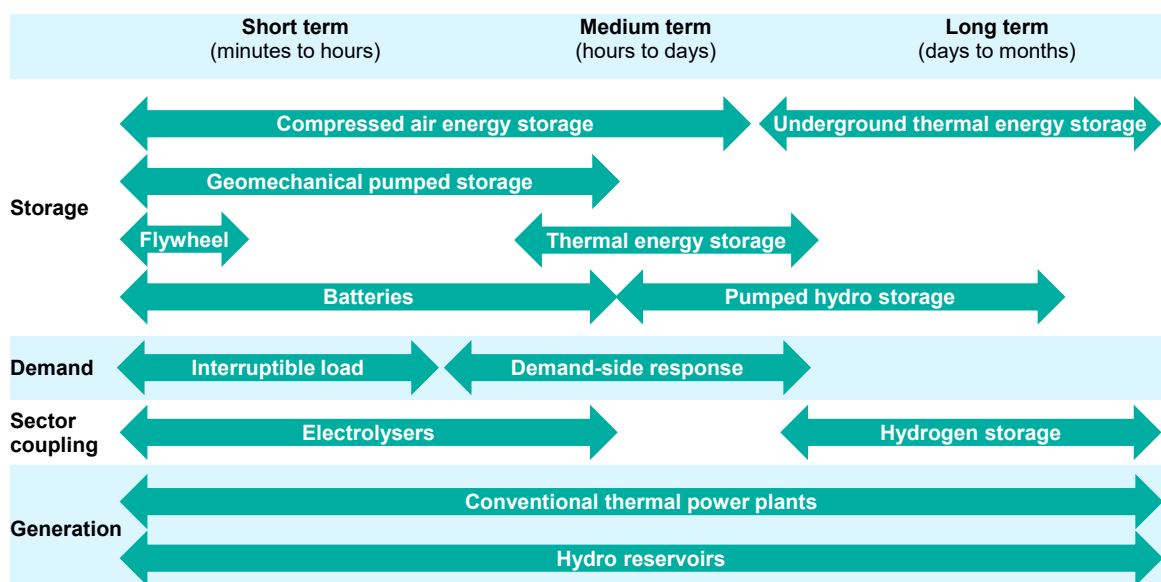 Short term
(minutes to hours)
Medium term
(hours to days)
Long term
(days to months)
Storage
Compressed air energy storage
Underground thermal energy storage
Geomechanical pumped storage
Flywheel
Thermal energy storage
Batteries
Pumped hydro storage
Demand
Interruptible load
Demand-side response
Sector
coupling
Electrolysers
Hydrogen storage
Generation
Conventional thermal power plants
Hydro reservoirs